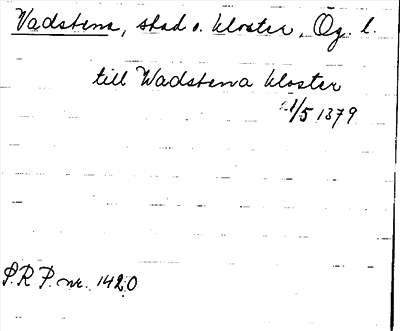 Vadstena, stad o. kloster, Ög. l.
till Wadstena kloster
1/5 1379
S.R.P. nr. 1420